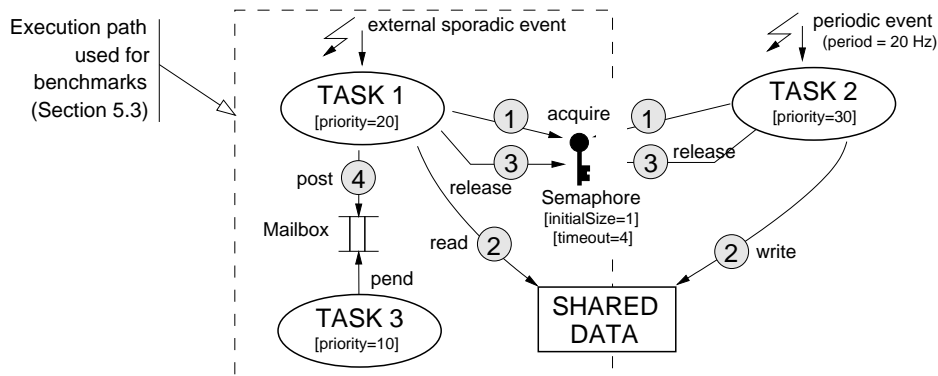 Execution path
used for
benchmarks
(Section 5.3)
external sporadic event
periodic event
(period = 20 Hz)
TASK 1
[priority=20]
TASK 2
[priority=30]
1
acquire
1
3
3
release
post
4
release
Semaphore
[initialSize=1]
[timeout=4]
Mailbox
read
2
2
write
pend
TASK 3
[priority=10]
SHARED
DATA